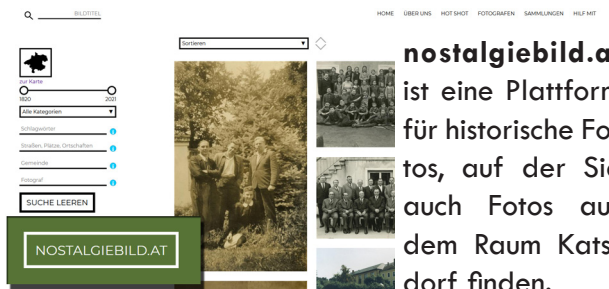 BILDTITEL
HOME ÜBER UNS HOT SHOT FOTOGRAFEN SAMMLUNGEN HILF MIT
zur Karte
1820 2021
Alle Kategorien
Schlagwörter
Straßen, Plätze, Ortschaften
Gemeinde
Fotograf
SUCHE LEEREN
NOSTALGIEBILD.AT
Sortieren
nostalgiebild.a
ist eine Plattform
für historische Fo
tos, auf der Sie
auch Fotos au
dem Raum Kats
dorf finden.